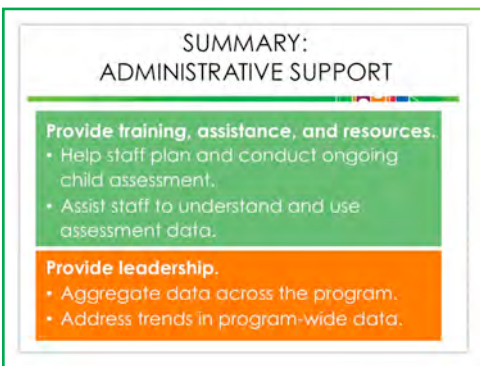 SUMMARY:
ADMINISTRATIVE SUPPORT
Provide training, assistance, and resources.
• Help staff plan and conduct ongoing
child assessment.
• Assist staff to understand and use
assessment data.
Provide leadership.
• Aggregate data across the program.
• Address trends in program-wide data.